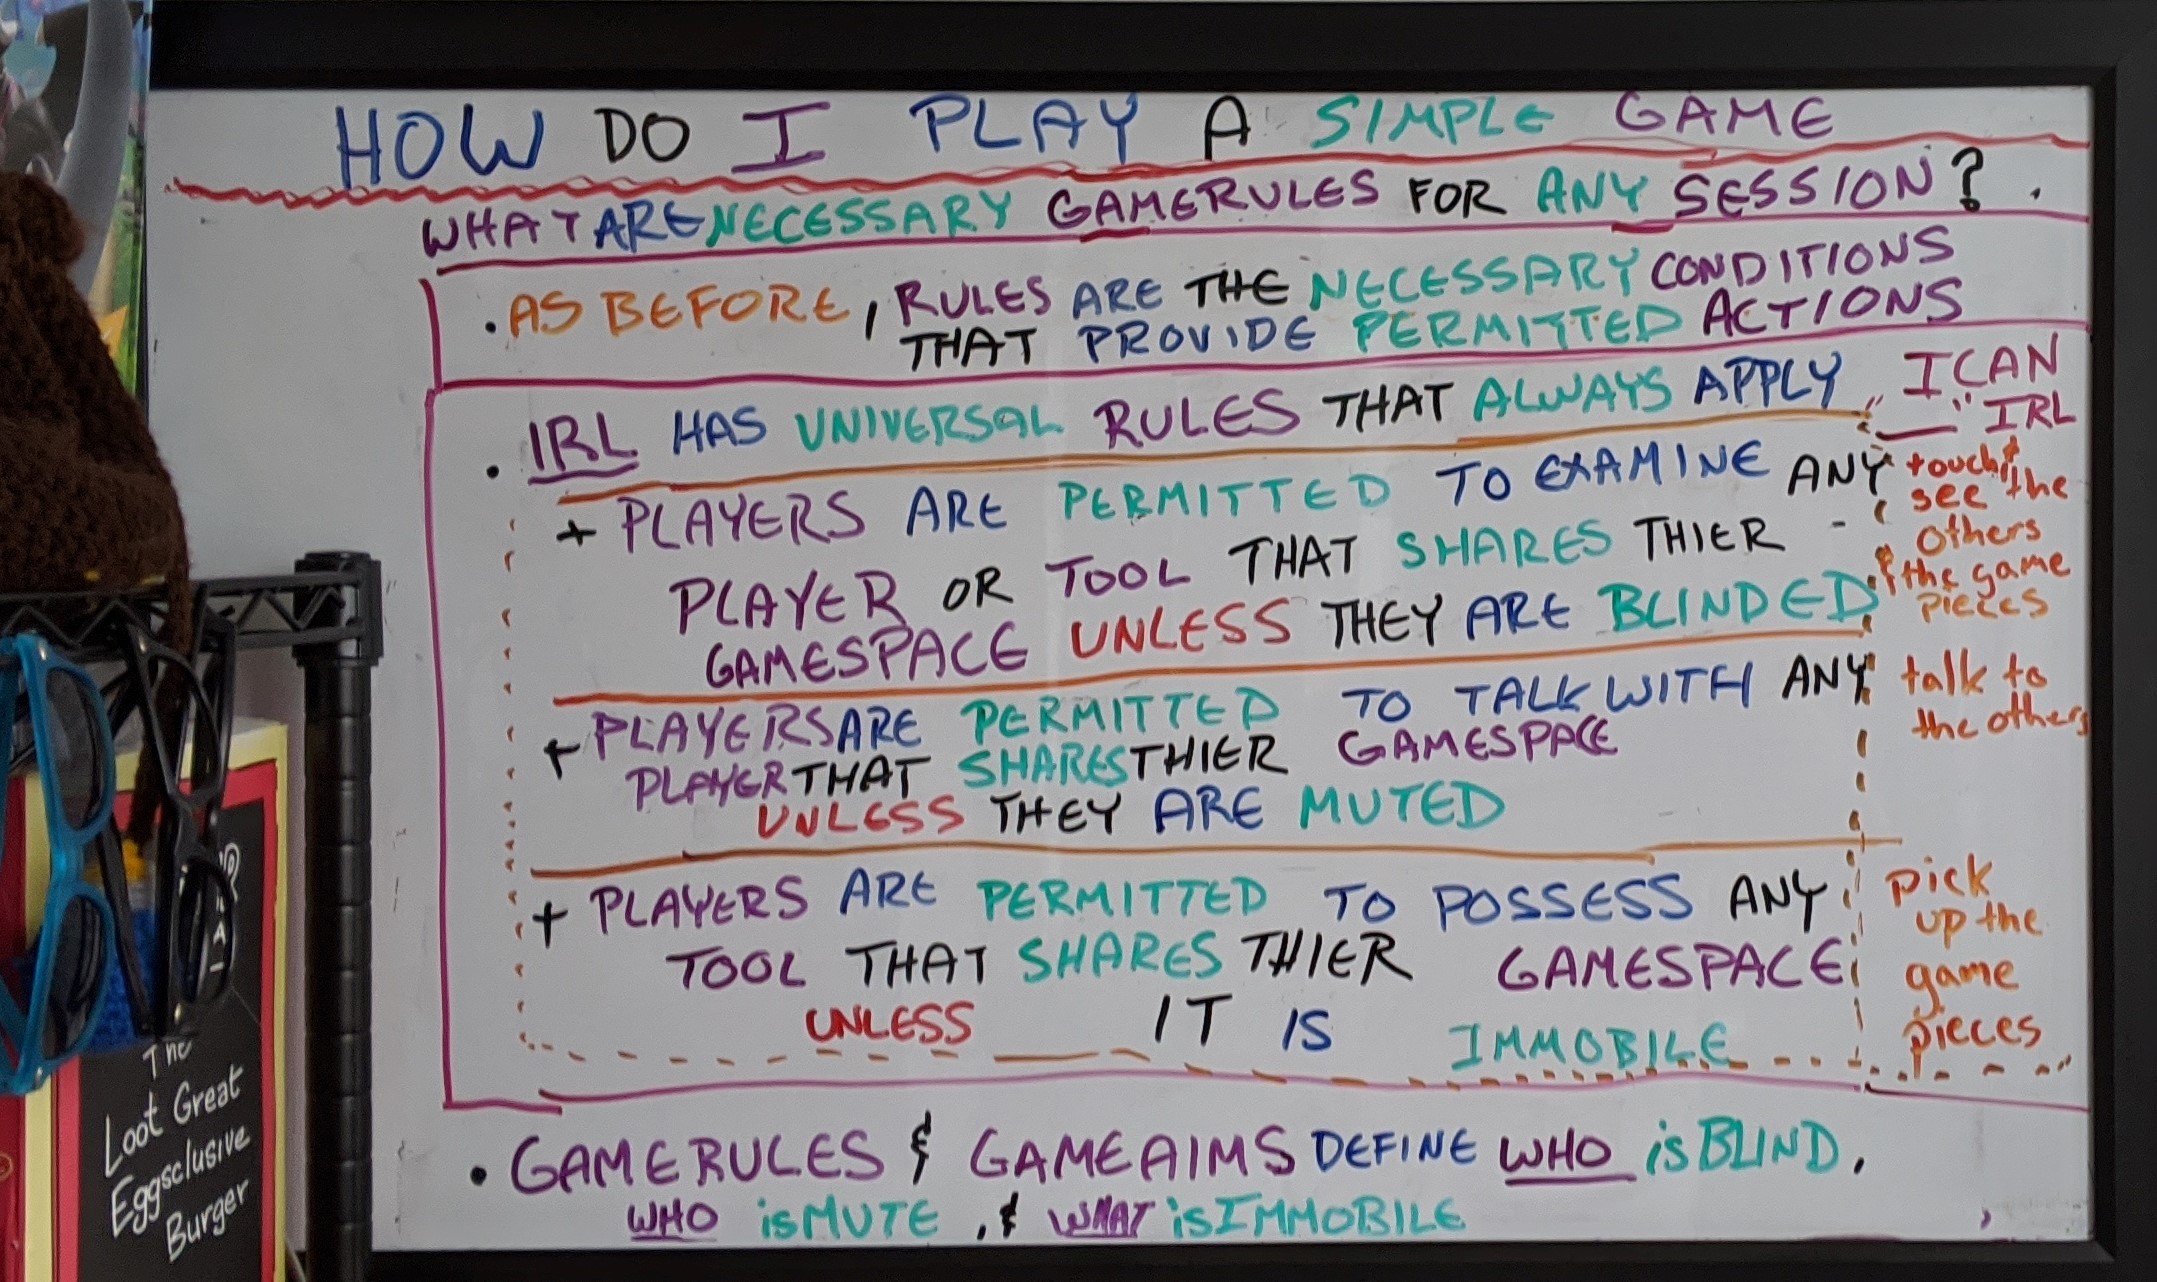 HOW DO I PLAY A SIMPLE GAME
WHAT ARE NECESSARY GAMERULES FOR ANY SESSION?
• AS BEFORE, RULES ARE THE NECESSARY CONDITIONS
THAT PROVIDE PERMITTED ACTIONS
• IRL HAS UNIVERSAL RULES THAT ALWAYS APPLY
+ PLAYERS ARE PERMITTED TO EXAMINE ANY
PLAYER OR TOOL THAT SHARES THIER
GAMESPACE UNLESS THEY ARE BLINDED
+ PLAYERS ARE PERMITTED TO TALK WITH ANY
PLAYER THAT SHARES THIER GAMESPACE
UNLESS THEY ARE MUTED
+ PLAYERS ARE PERMITTED TO POSSESS ANY
TOOL THAT SHARES THIER GAMESPACE
UNLESS IT IS IMMOBILE
"I CAN
__" IRL
touch &
see the
others
& the game
pieces
talk to
the others
pick
up the
game
pieces
• GAMERULES & GAMEAIMS DEFINE WHO is BLIND,
WHO is MUTE, & WHAT is IMMOBILE
The
Loot Great
Eggsclusive
Burger